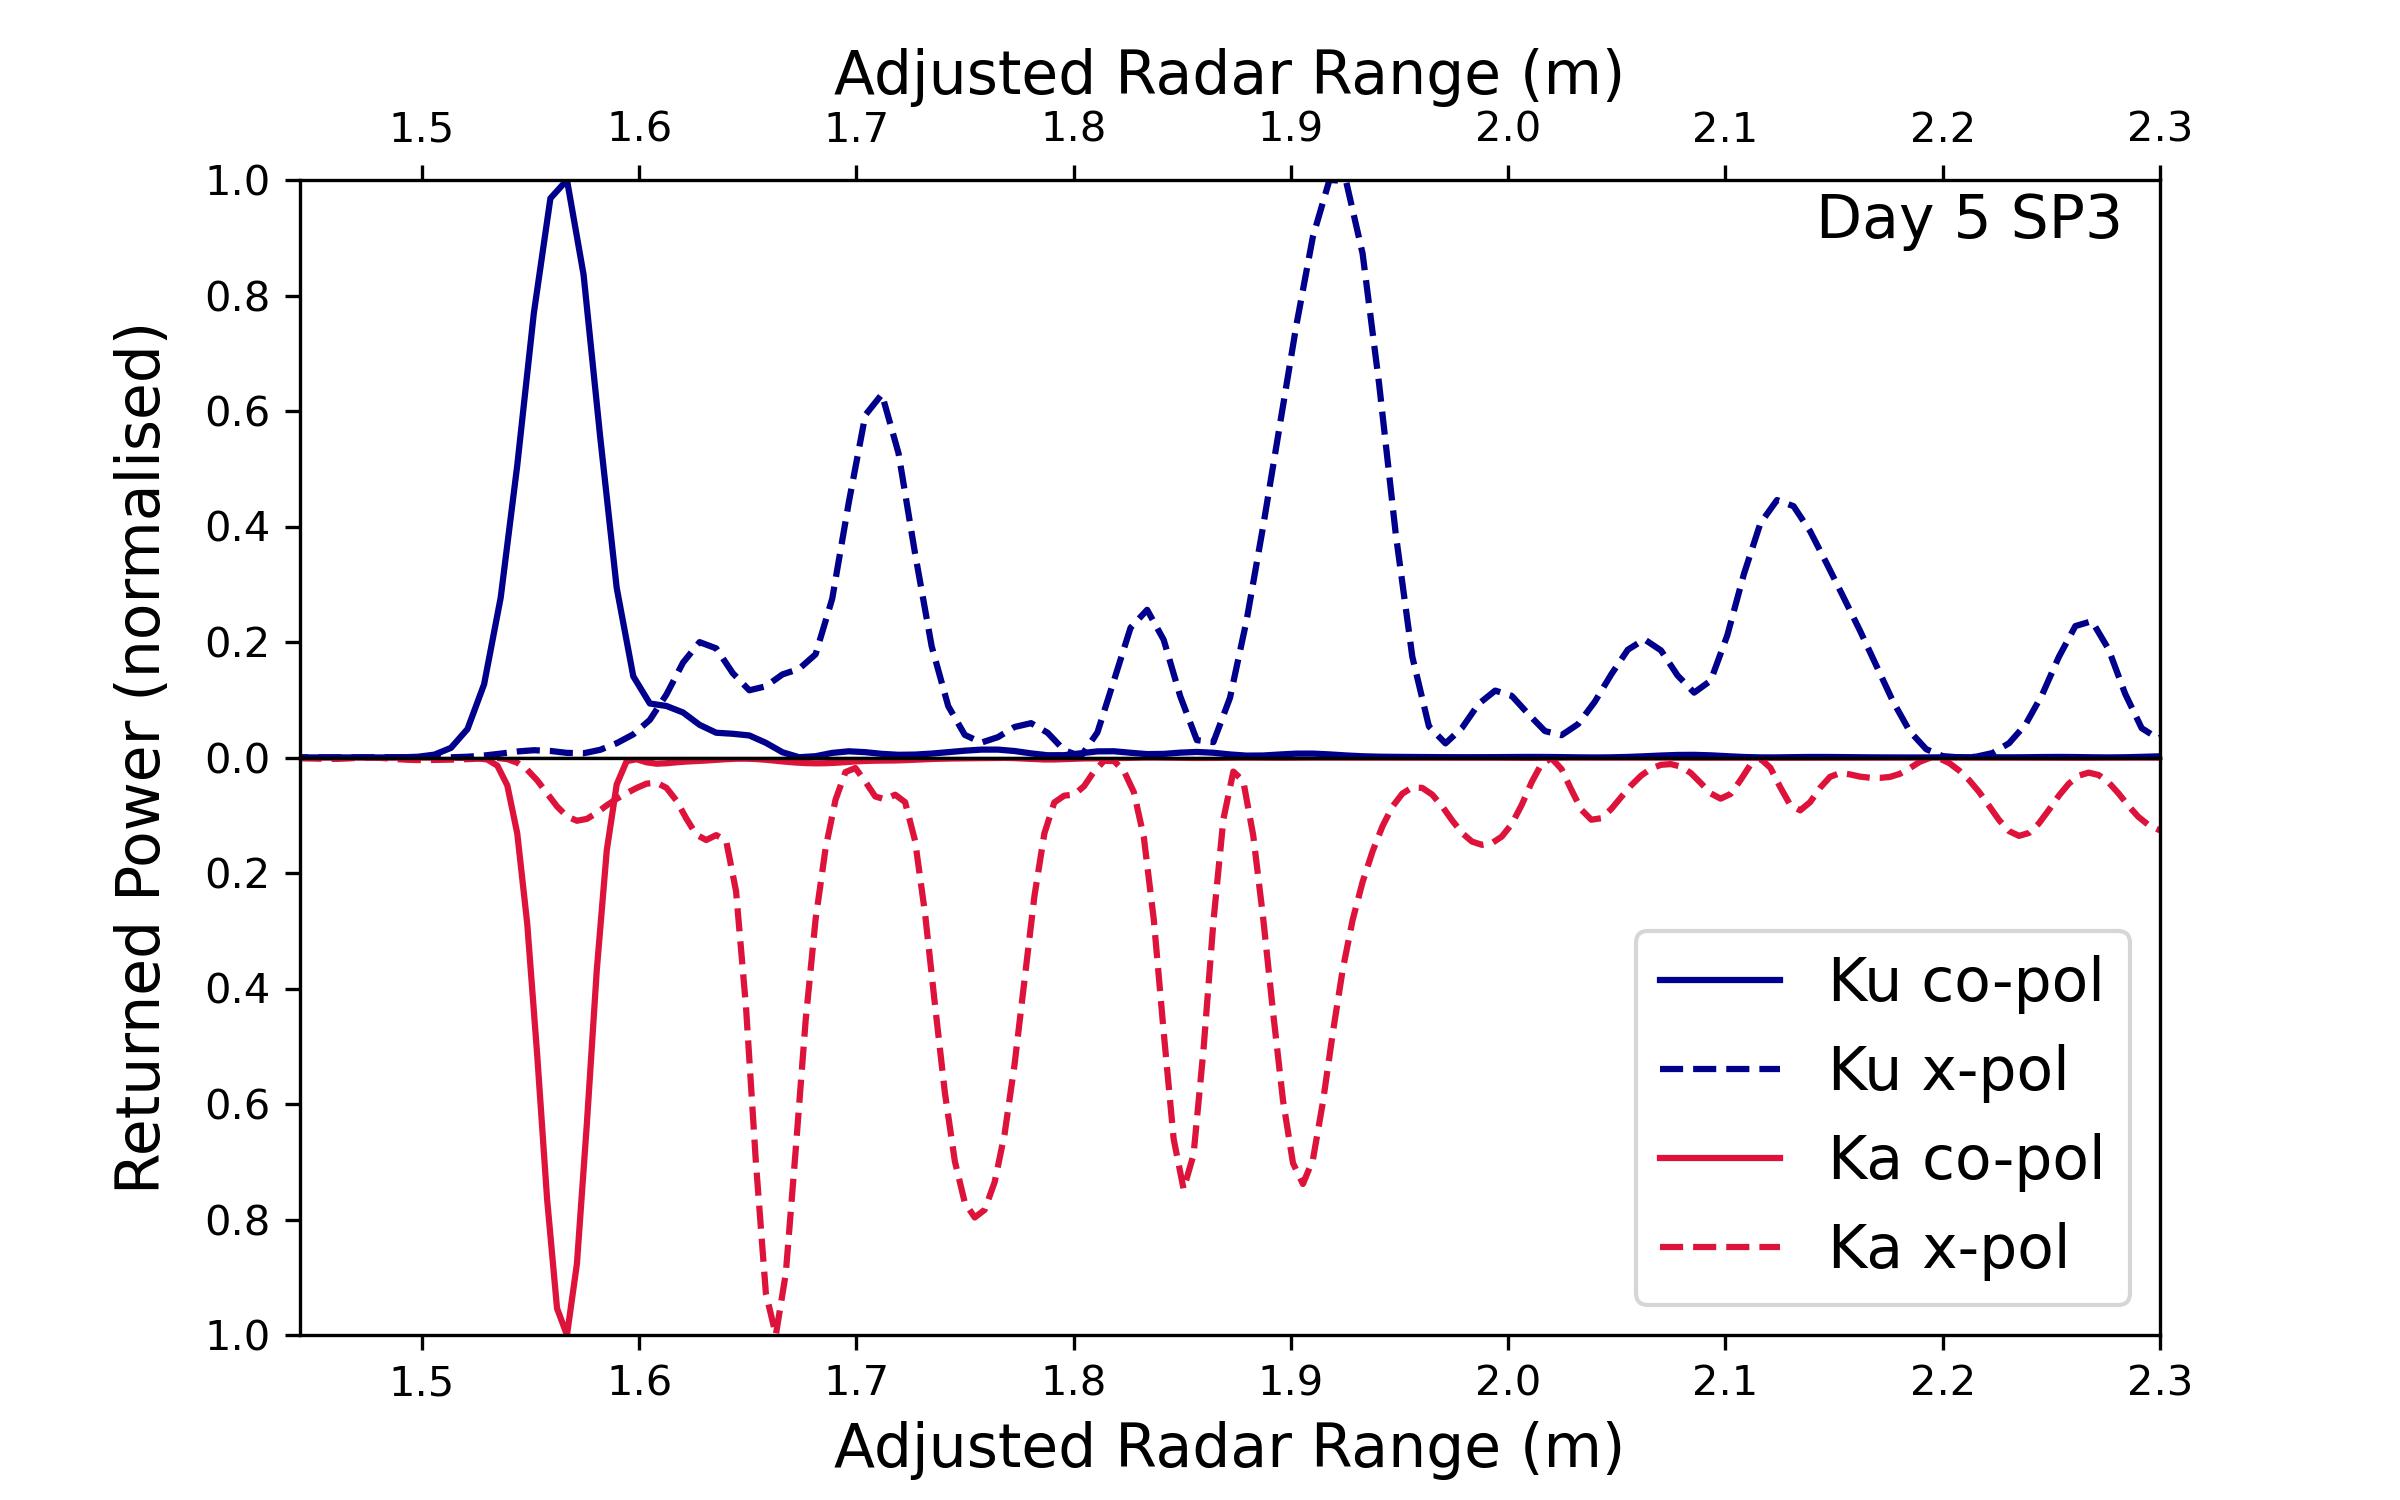 Adjusted Radar Range (m)
1.5 1.6 1.7 1.8 1.9 2.0 2.1 2.2 2.3
Day 5 SP3
Returned Power (normalised)
1.0
0.8
0.6
0.4
0.2
0.0
0.2
0.4
0.6
0.8
1.0
Ku co-pol
Ku x-pol
Ka co-pol
Ka x-pol
1.5 1.6 1.7 1.8 1.9 2.0 2.1 2.2 2.3
Adjusted Radar Range (m)